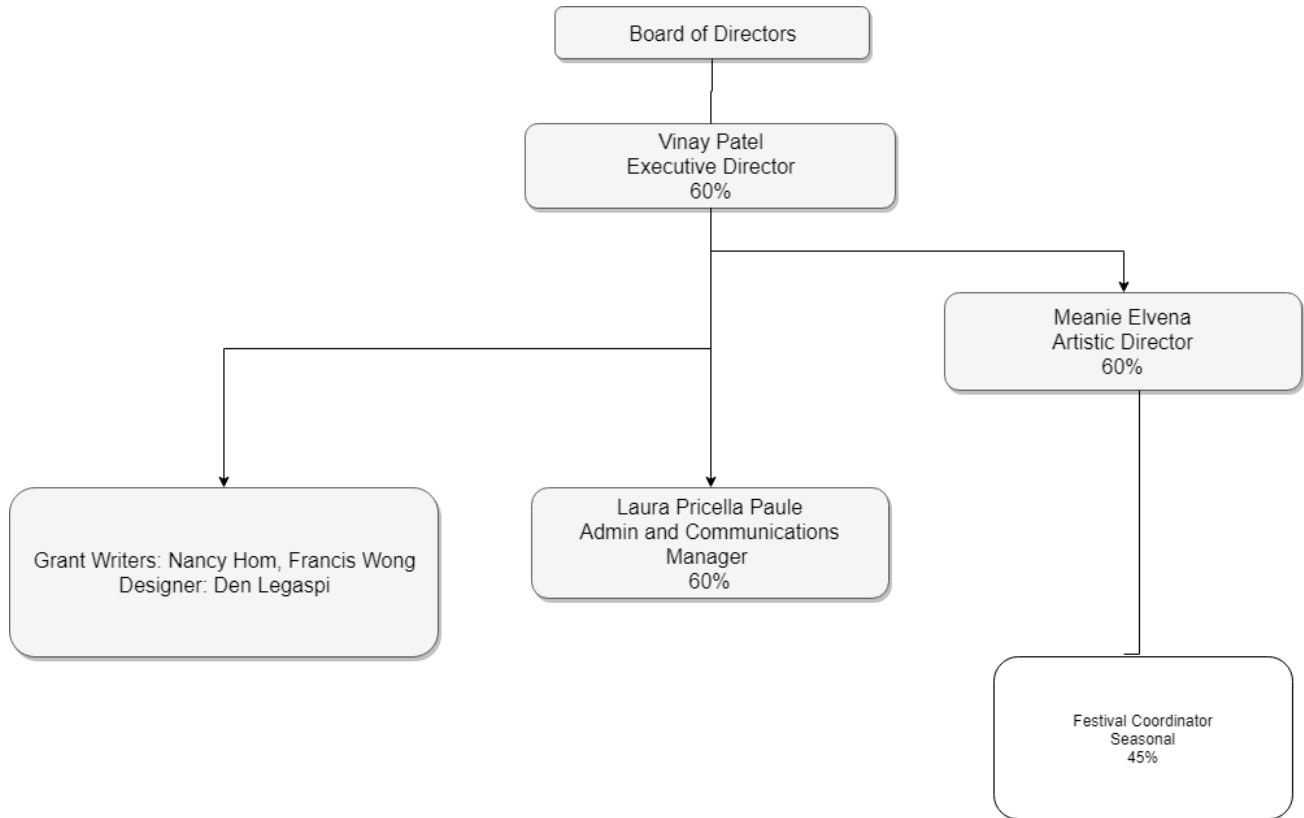 Board of Directors
Vinay Patel
Executive Director
60%
Meanie Elvena
Artistic Director
60%
Grant Writers: Nancy Hom, Francis Wong
Designer: Den Legaspi
Laura Pricella Paule
Admin and Communications
Manager
60%
Festival Coordinator
Seasonal
45%